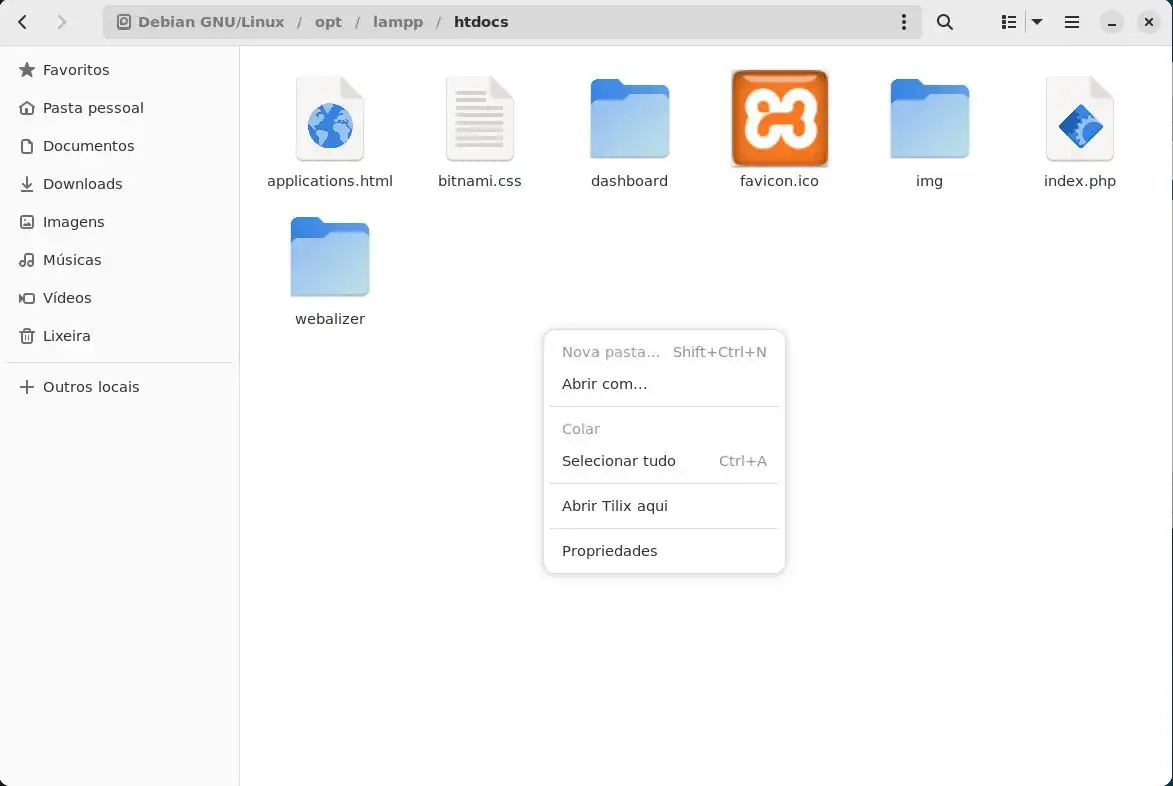 Debian GNU/Linux / opt / lampp / htdocs
Favoritos
Pasta pessoal
Documentos
Downloads
Imagens
Músicas
Vídeos
Lixeira
Outros locais
applications.html
bitnami.css
dashboard
favicon.ico
img
index.php
webalizer
Nova pasta... Shift+Ctrl+N
Abrir com...
Colar
Selecionar tudo Ctrl+A
Abrir Tilix aqui
Propriedades